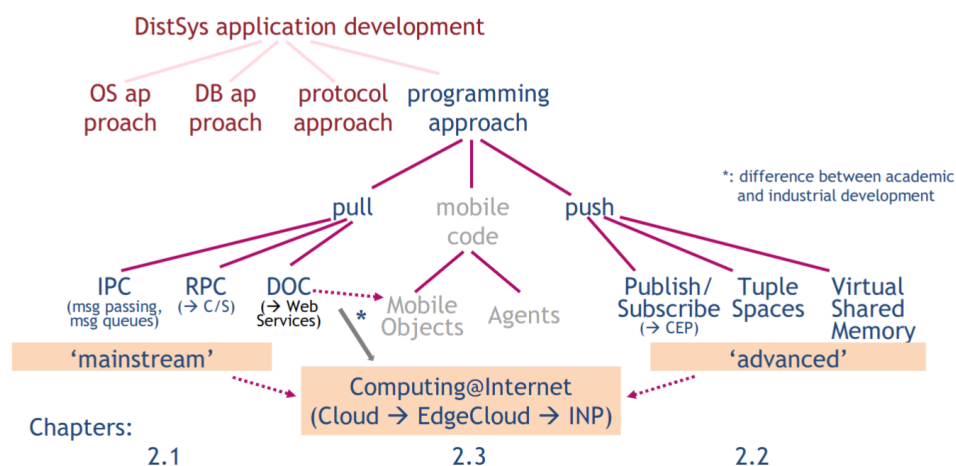 DistSys application development
OS ap
proach
DB ap
proach
protocol
approach
programming
approach
*: difference between academic
and industrial development
pull
mobile
code
push
IPC
(msg passing,
msg queues)
RPC
(→ C/S)
DOC
(→ Web
Services)
*
Mobile
Objects
Agents
Publish/
Subscribe
(→ CEP)
Tuple
Spaces
Virtual
Shared
Memory
‘mainstream’
‘advanced’
Computing@Internet
(Cloud → EdgeCloud → INP)
Chapters:
2.1
2.3
2.2